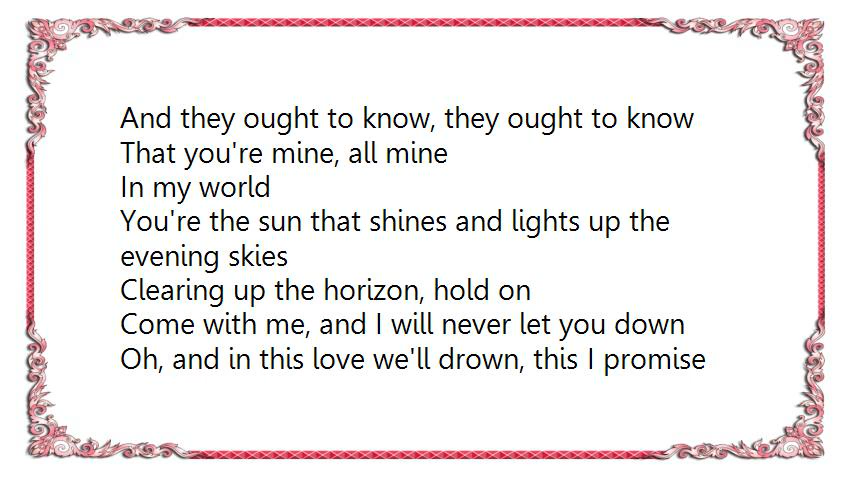 And they ought to know, they ought to know
That you're mine, all mine
In my world
You're the sun that shines and lights up the
evening skies
Clearing up the horizon, hold on
Come with me, and I will never let you down
Oh, and in this love we'll drown, this I promise